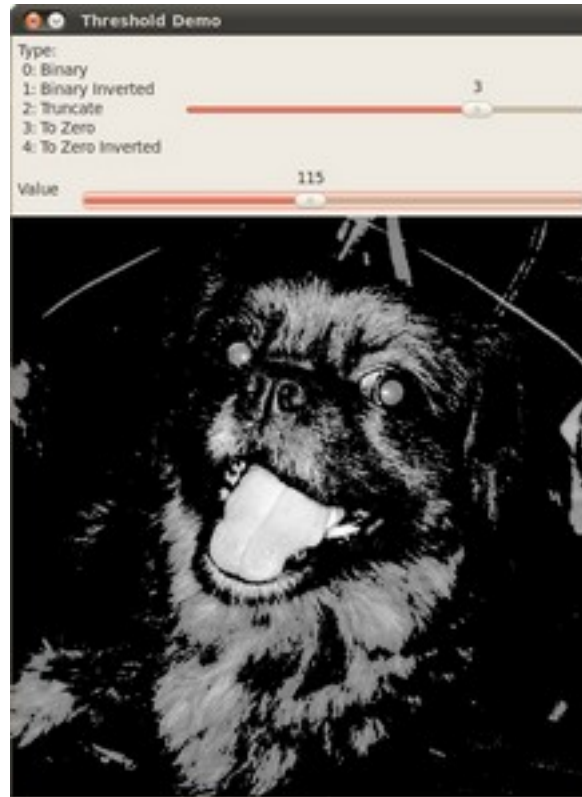 Threshold Demo
Type:
0: Binary
1: Binary Inverted
2: Truncate
3: To Zero
4: To Zero Inverted
3
Value
115